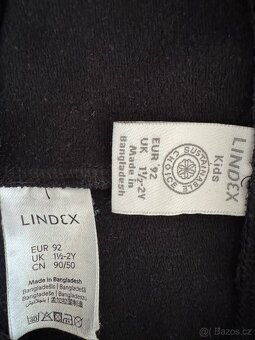 LINDEX
Kids
SUSTAINABLE CHOICE
EUR 92
UK 1½-2Y
Made in
Bangladesh
LINDEX
EUR 92
UK 1½-2Y
CN 90/50
Made in Bangladesh
sbazos.cz